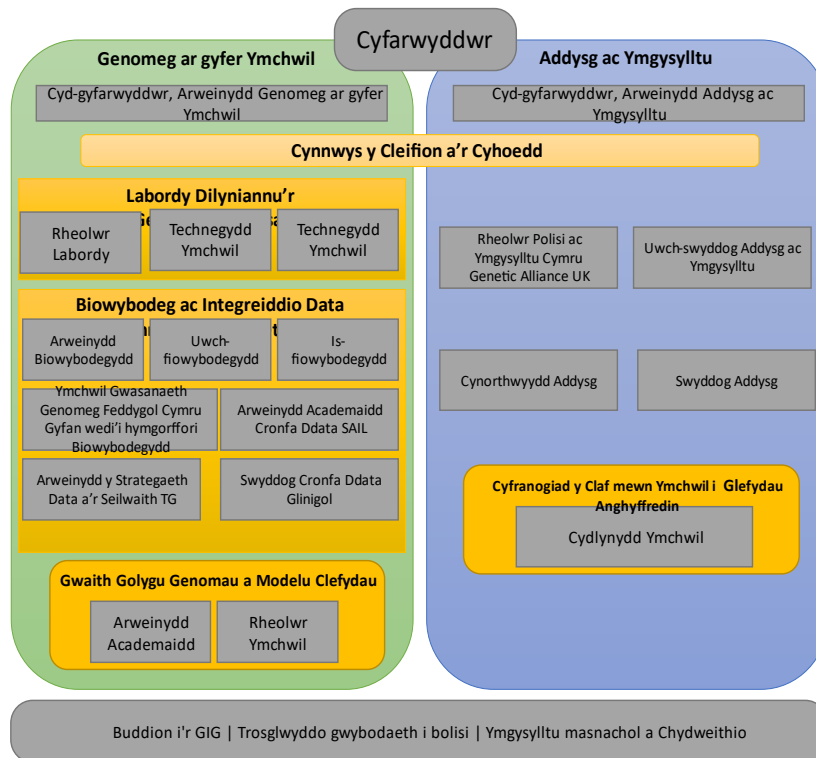 Cyfarwyddwr
Genomeg ar gyfer Ymchwil
Cyd-gyfarwyddwr, Arweinydd Genomeg ar gyfer
Ymchwil
Addysg ac Ymgysylltu
Cyd-gyfarwyddwr, Arweinydd Addysg ac
Ymgysylltu
Cynnwys y Cleifion a'r Cyhoedd
Labordy Dilyniannu'r
Rheolwr
Labordy
Technegydd
Ymchwil
Technegydd
Ymchwil
Biowybodeg ac Integreiddio Data
Arweinydd
Biowybodegydd
Uwch-
fiowybodegydd
Is-
fiowybodegydd
Ymchwil Gwasanaeth
Genomeg Feddygol Cymru
Gyfan wedi'i hymgorffori
Biowybodegydd
Arweinydd Academaidd
Cronfa Ddata SAIL
Arweinydd y Strategaeth
Data a'r Seilwaith TG
Swyddog Cronfa Ddata
Glinigol
Gwaith Golygu Genomau a Modelu Clefydau
Arweinydd
Academaidd
Rheolwr
Ymchwil
Rheolwr Polisi ac
Ymgysylltu Cymru
Genetic Alliance UK
Uwch-swyddog Addysg ac
Ymgysylltu
Cynorthwyydd Addysg
Swyddog Addysg
Cyfranogiad y Claf mewn Ymchwil i Glefydau
Anghyffredin
Cydlynydd Ymchwil
Buddion i'r GIG | Trosglwyddo gwybodaeth i bolisi | Ymgysylltu masnachol a Chydweithio